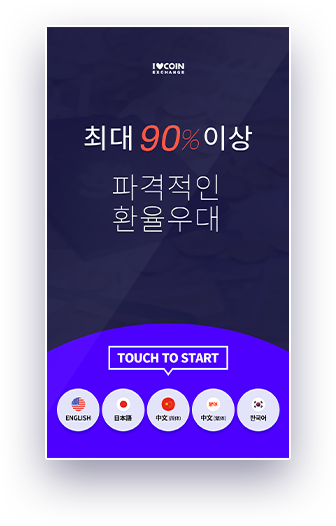 I♥COIN
EXCHANGE
최대 90% 이상
파격적인
환율우대
TOUCH TO START
ENGLISH
日本語
中文 (简体)
中文 (繁体)
한국어